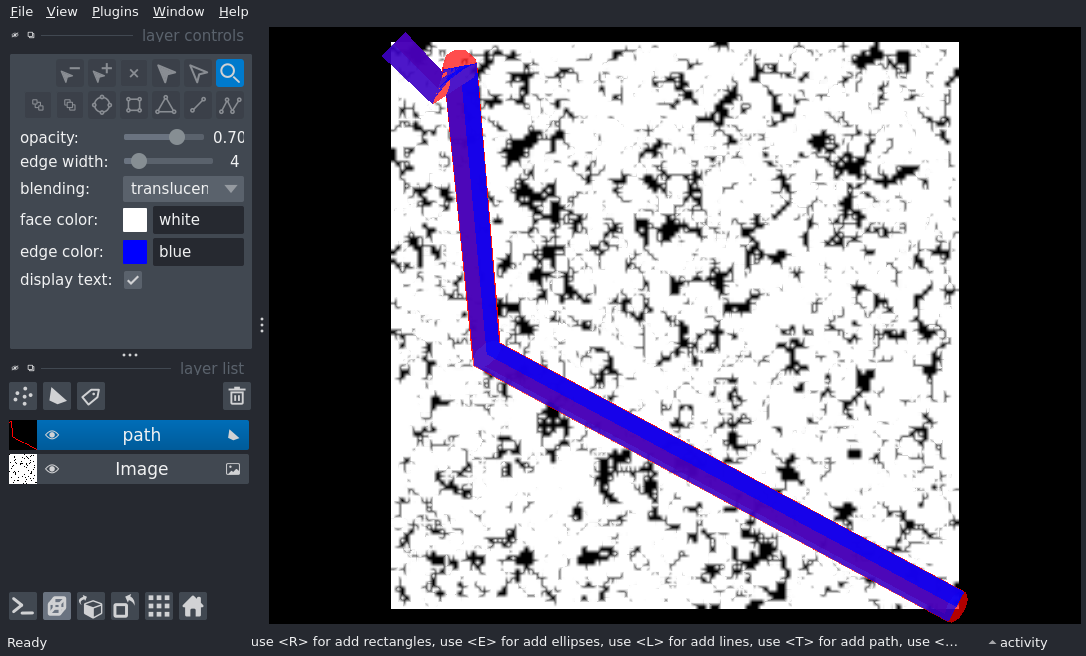 File View Plugins Window Help
layer controls
opacity: 0.70
edge width: 4
blending: translucen
face color: white
edge color: blue
display text:
layer list
path
Image
Ready use <R> for add rectangles, use <E> for add ellipses, use <L> for add lines, use <T> for add path, use <... activity